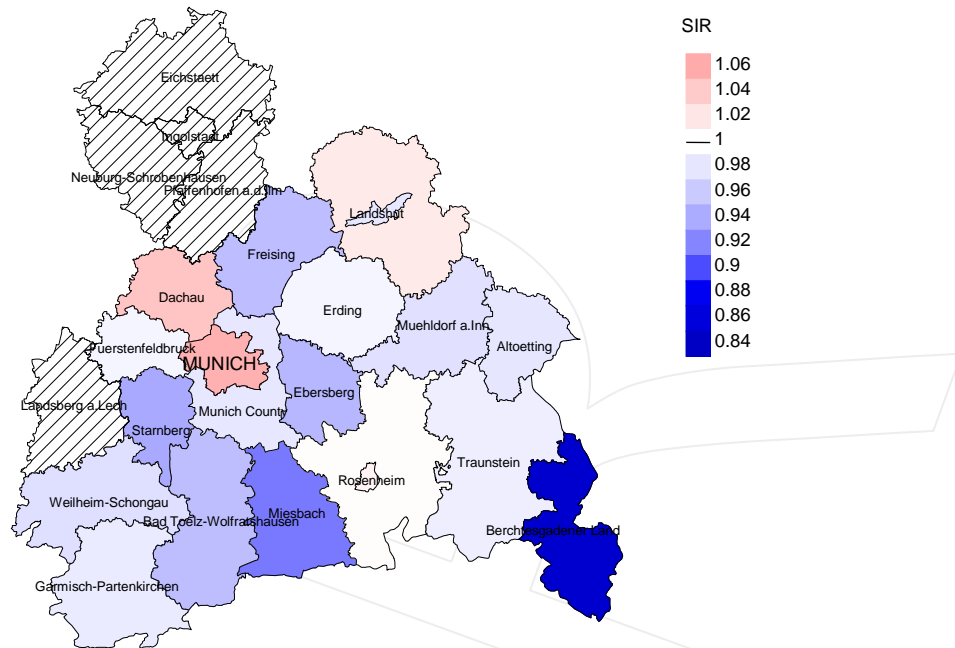 SIR
1.06
1.04
1.02
1
0.98
0.96
0.94
0.92
0.9
0.88
0.86
0.84
Eichstaett
Ingolstadt
Neuburg-Schrobenhausen
Pfaffenhofen a.d.Ilm
Landshut
Freising
Dachau
Erding
Muehldorf a.Inn
Altoetting
Fuerstenfeldbruck
MUNICH
Ebersberg
Landsberg a.Lech
Munich County
Starnberg
Traunstein
Rosenheim
Weilheim-Schongau
Miesbach
Bad Toelz-Wolfratshausen
Berchtesgadener Land
Garmisch-Partenkirchen